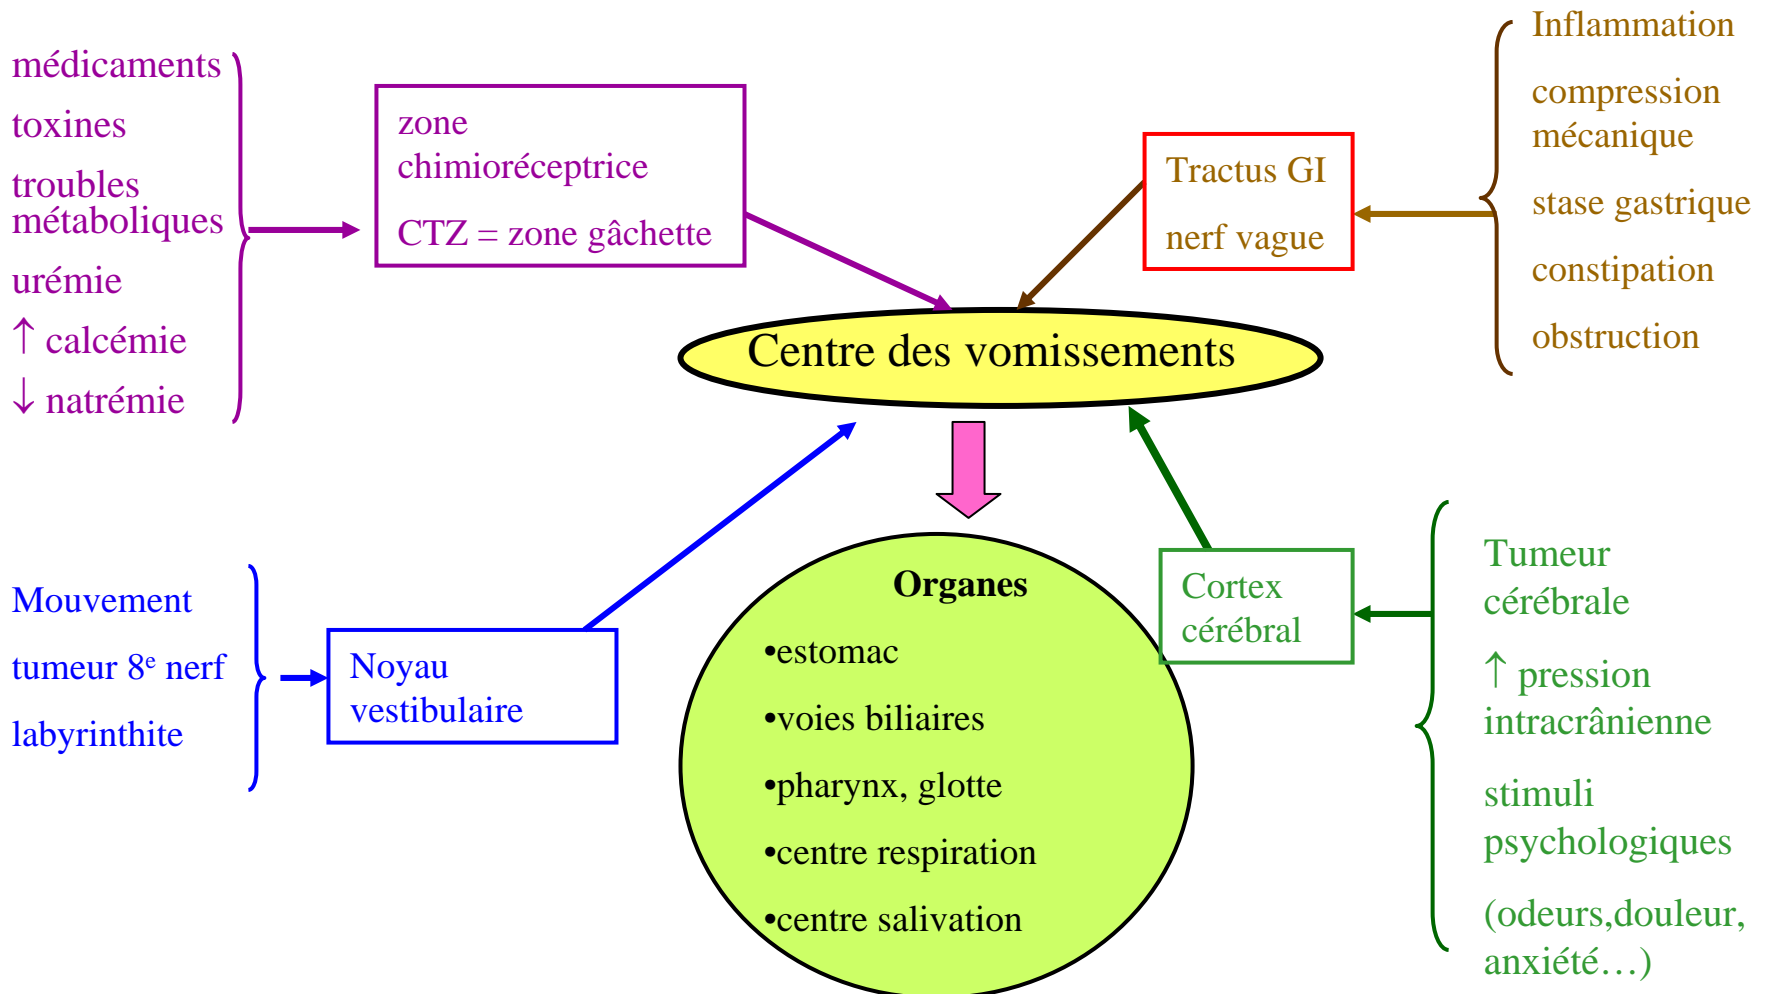 médicaments
toxines
troubles
métaboliques
urémie
↑ calcémie
↓ natrémie
zone
chimioréceptrice
CTZ = zone gâchette
Tractus GI
nerf vague
Inflammation
compression
mécanique
stase gastrique
constipation
obstruction
Centre des vomissements
Mouvement
tumeur 8e nerf
labyrinthite
Noyau
vestibulaire
Organes
•estomac
•voies biliaires
•pharynx, glotte
•centre respiration
•centre salivation
Cortex
cérébral
Tumeur
cérébrale
↑ pression
intracrânienne
stimuli
psychologiques
(odeurs,douleur,
anxiété…)